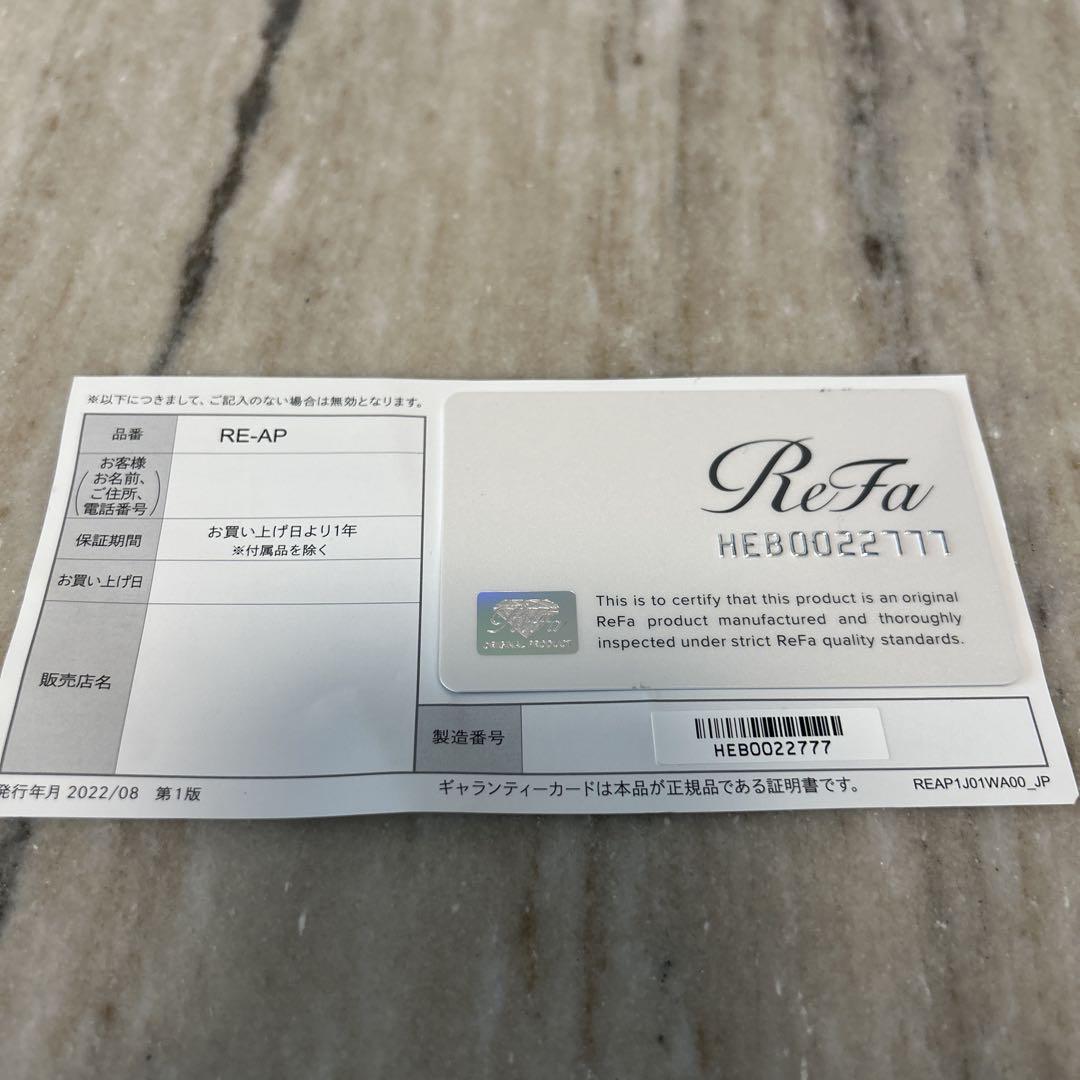 ※以下につきまして、ご記入のない場合は無効となります。
品番 RE-AP
お客様
(お名前、
ご住所、
電話番号)
保証期間 お買い上げ日より1年
※付属品を除く
お買い上げ日
販売店名
ReFa
HEB0022777
This is to certify that this product is an original
ReFa product manufactured and thoroughly
inspected under strict ReFa quality standards.
ReFa
ORIGINAL PRODUCT
製造番号
HEB0022777
発行年月 2022/08 第1版
ギャランティーカードは本品が正規品である証明書です。
REAP1J01WA00_JP